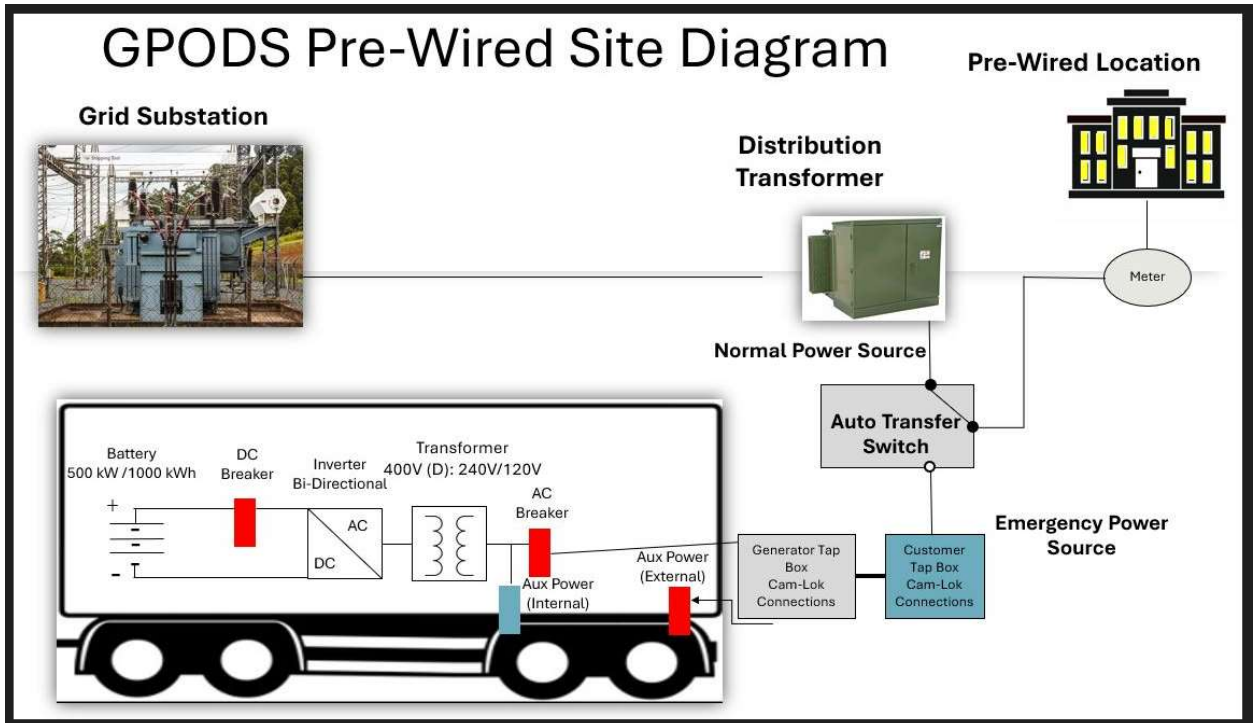 GPODS Pre-Wired Site Diagram
Pre-Wired Location
Grid Substation
Distribution
Transformer
Meter
Normal Power Source
Auto Transfer
Switch
Battery
500 kW /1000 kWh
DC
Breaker
Inverter
Bi-Directional
Transformer
400V (D): 240V/120V
AC
Breaker
+
-
AC
DC
Aux Power
(Internal)
Aux Power
(External)
Generator Tap
Box
Cam-Lok
Connections
Customer
Tap Box
Cam-Lok
Connections
Emergency Power
Source